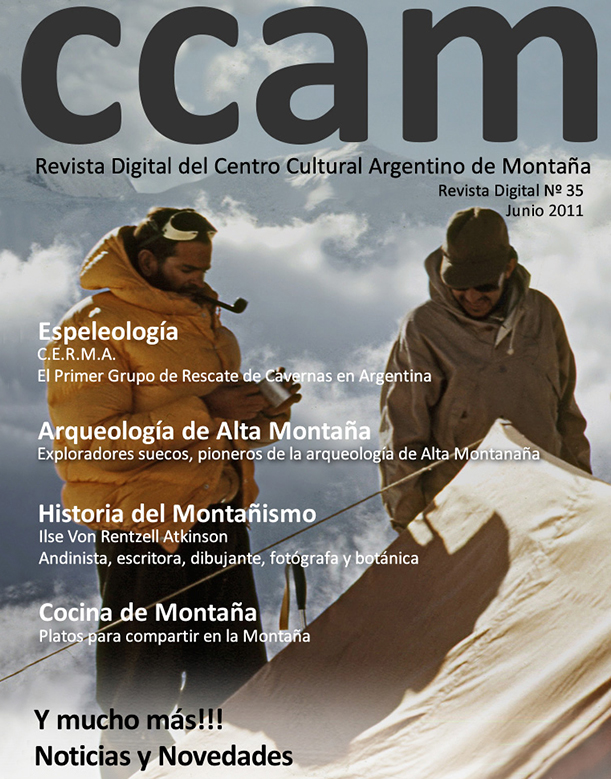 ccam
Revista Digital del Centro Cultural Argentino de Montaña
Revista Digital Nº 35
Junio 2011
Espeleología
C.E.R.M.A.
El Primer Grupo de Rescate de Cavernas en Argentina
Arqueología de Alta Montaña
Exploradores suecos, pioneros de la arqueología de Alta Montanaña
Historia del Montañismo
Ilse Von Rentzell Atkinson
Andinista, escritora, dibujante, fotógrafa y botánica
Cocina de Montaña
Platos para compartir en la Montaña
Y mucho más!!!
Noticias y Novedades